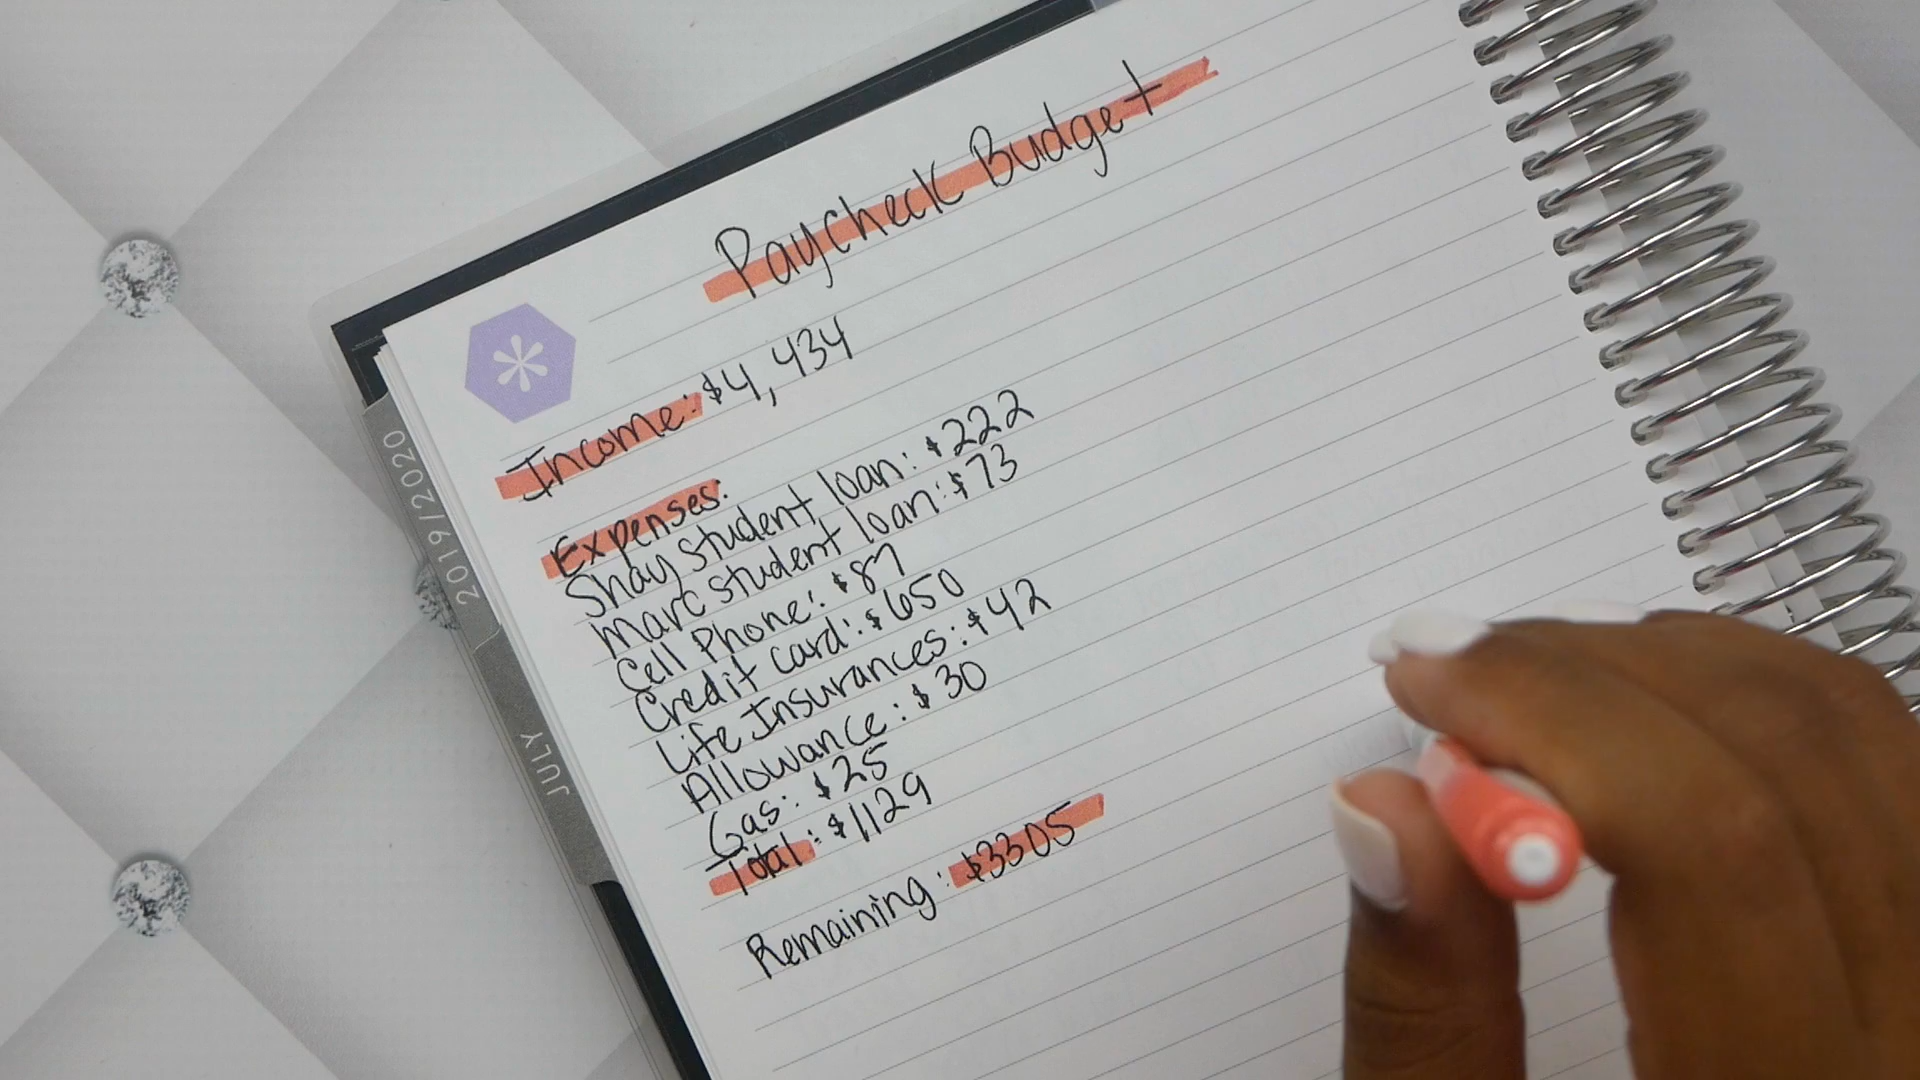 Paycheck Budget
Income: $4,434
Expenses:
Shay student loan: $222
Marc student loan: $73
Cell Phone: $87
Credit card: $650
Life Insurances: $42
Allowance: $30
Gas: $25
Total: $1129
Remaining: $3305
2019/2020
JULY